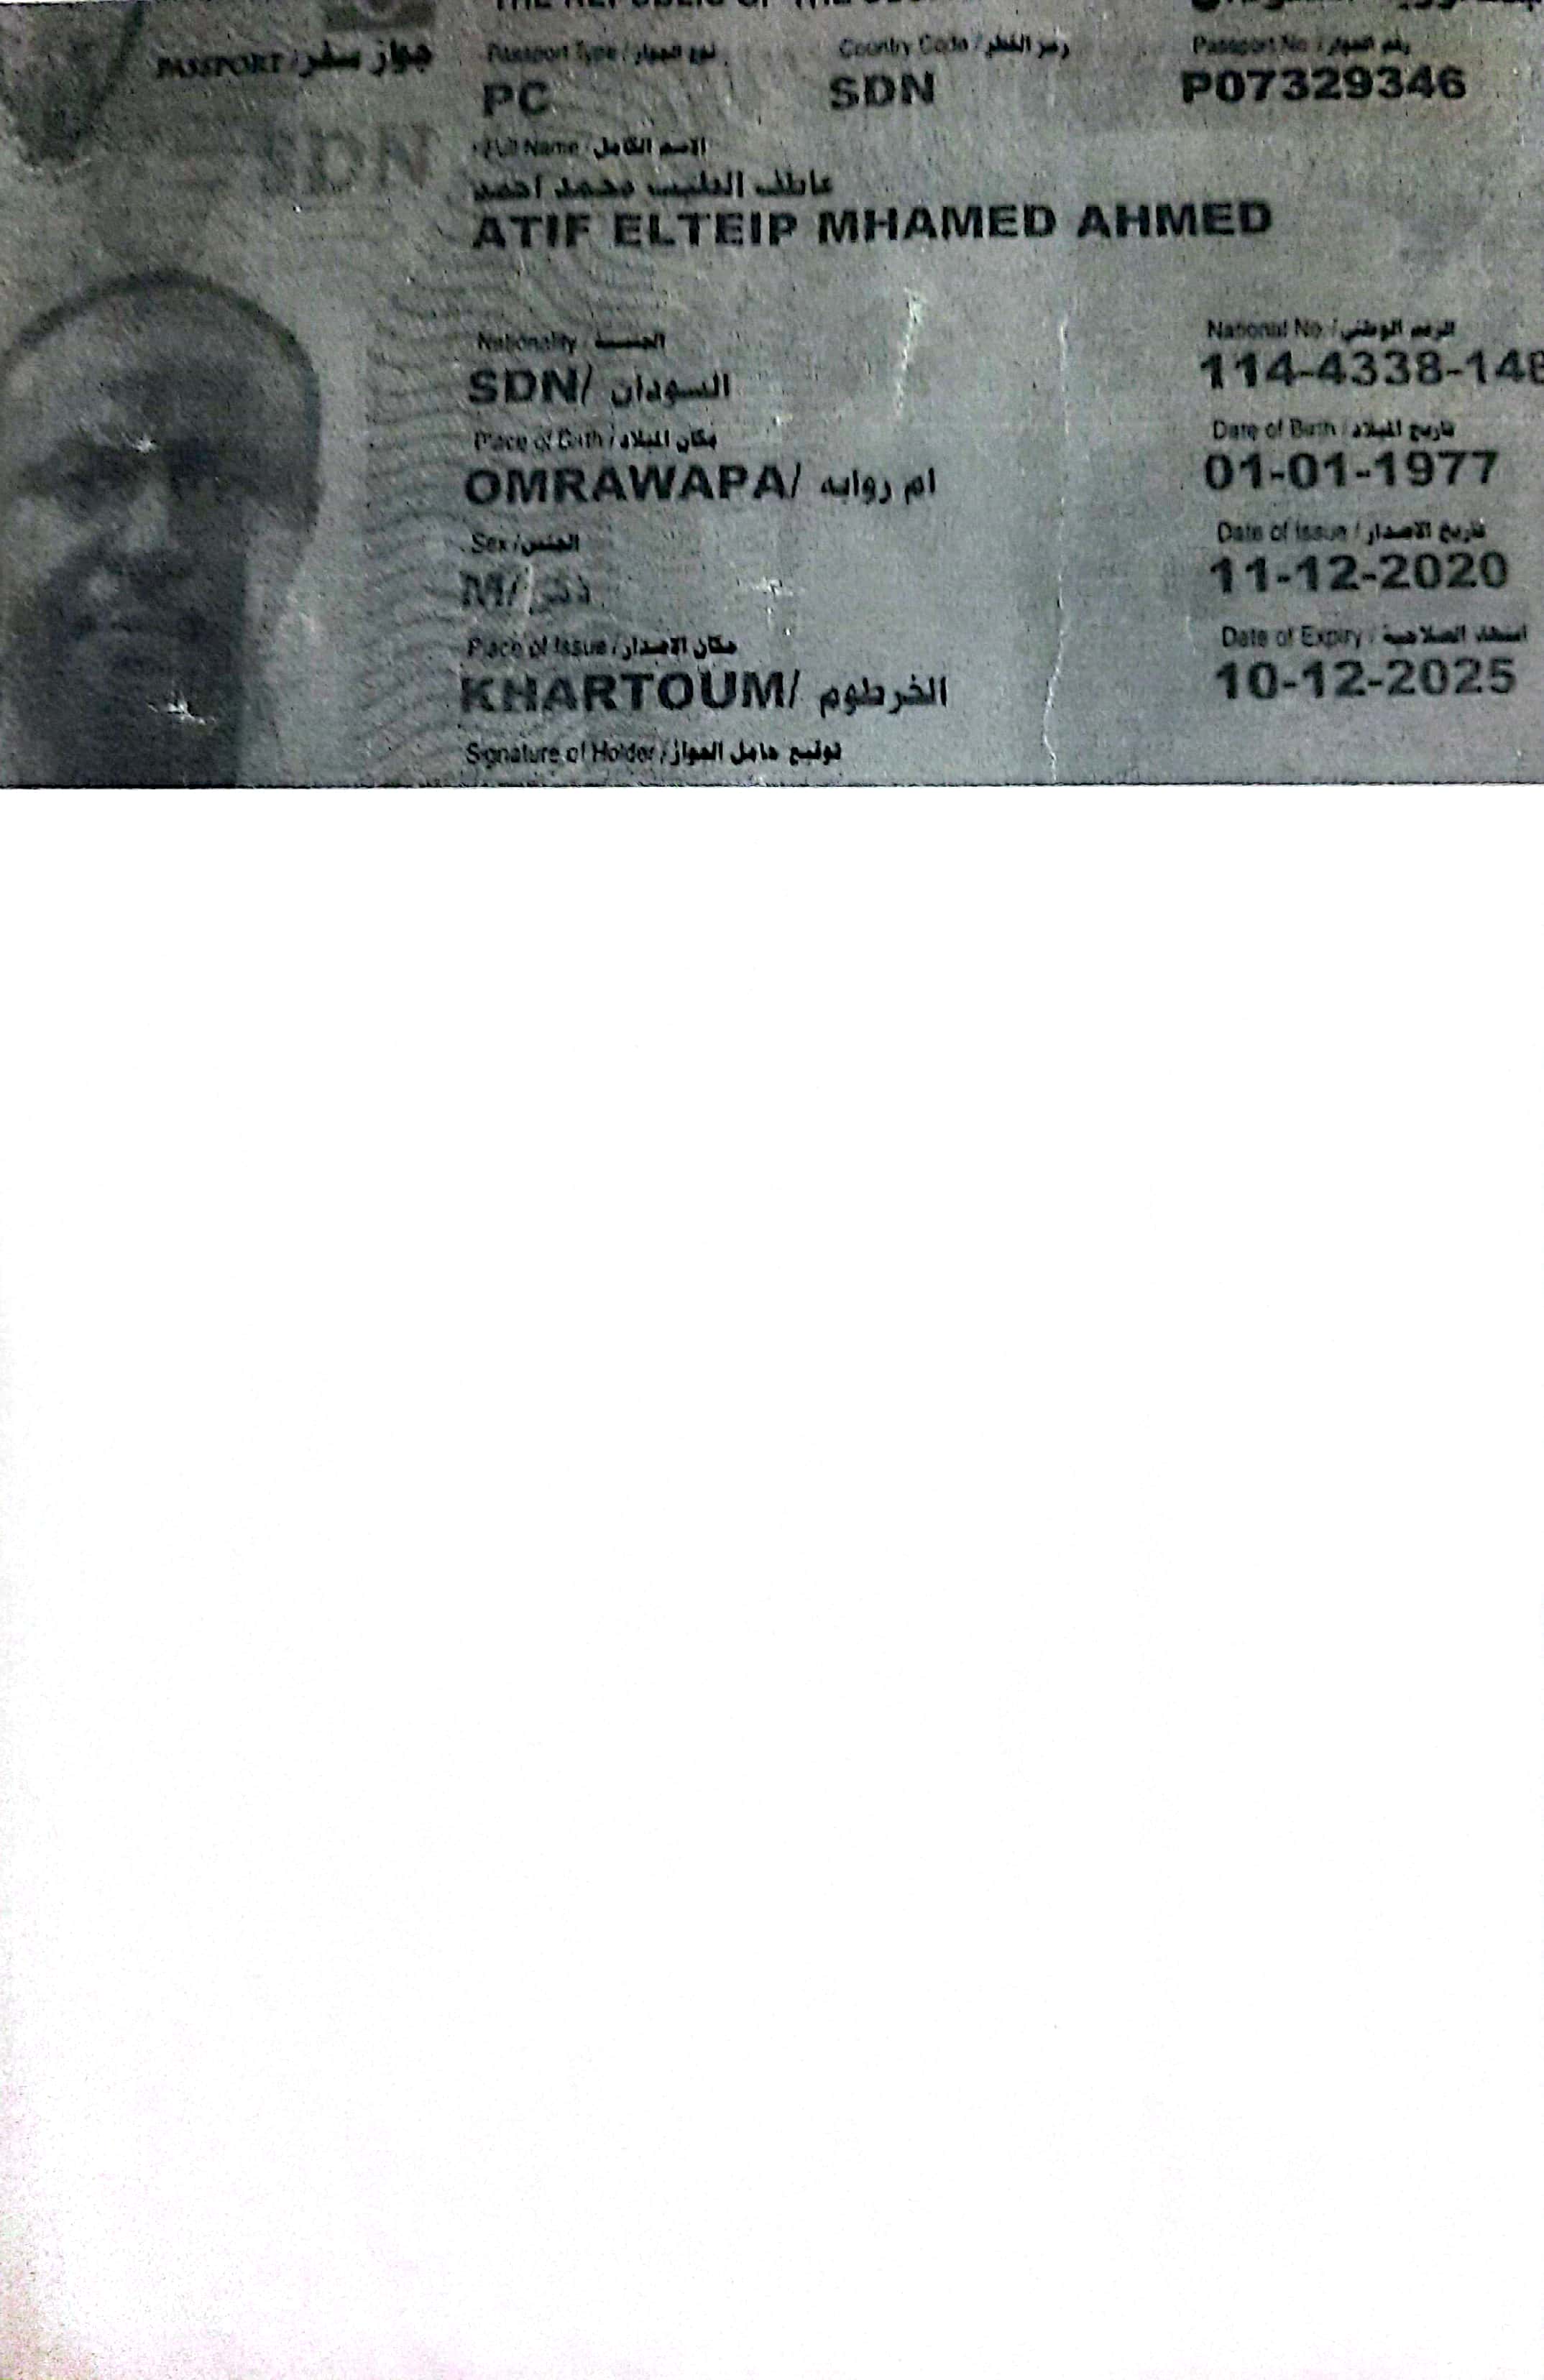 THE REPUBLIC OF THE
PASSPORT / جواز سفر
Passport Type / نوع الجواز
Country Code / رمز القطر
Passport No / رقم الجواز
PC
SDN
P07329346
SDN
Full Name / الاسم الكامل
عاطف الطيب محمد احمد
ATIF ELTEIP MHAMED AHMED
Nationality / الجنسية
National No / الرقم الوطني
SDN/ السودان
114-4338-148
Place of Birth / مكان الميلاد
Date of Birth / تاريخ الميلاد
OMRAWAPA/ ام روابه
01-01-1977
Sex / الجنس
Date of Issue / تاريخ الاصدار
M/ ذكر
11-12-2020
Place of Issue / مكان الاصدار
Date of Expiry / انتهاء الصلاحية
KHARTOUM/ الخرطوم
10-12-2025
Signature of Holder / توقيع حامل الجواز